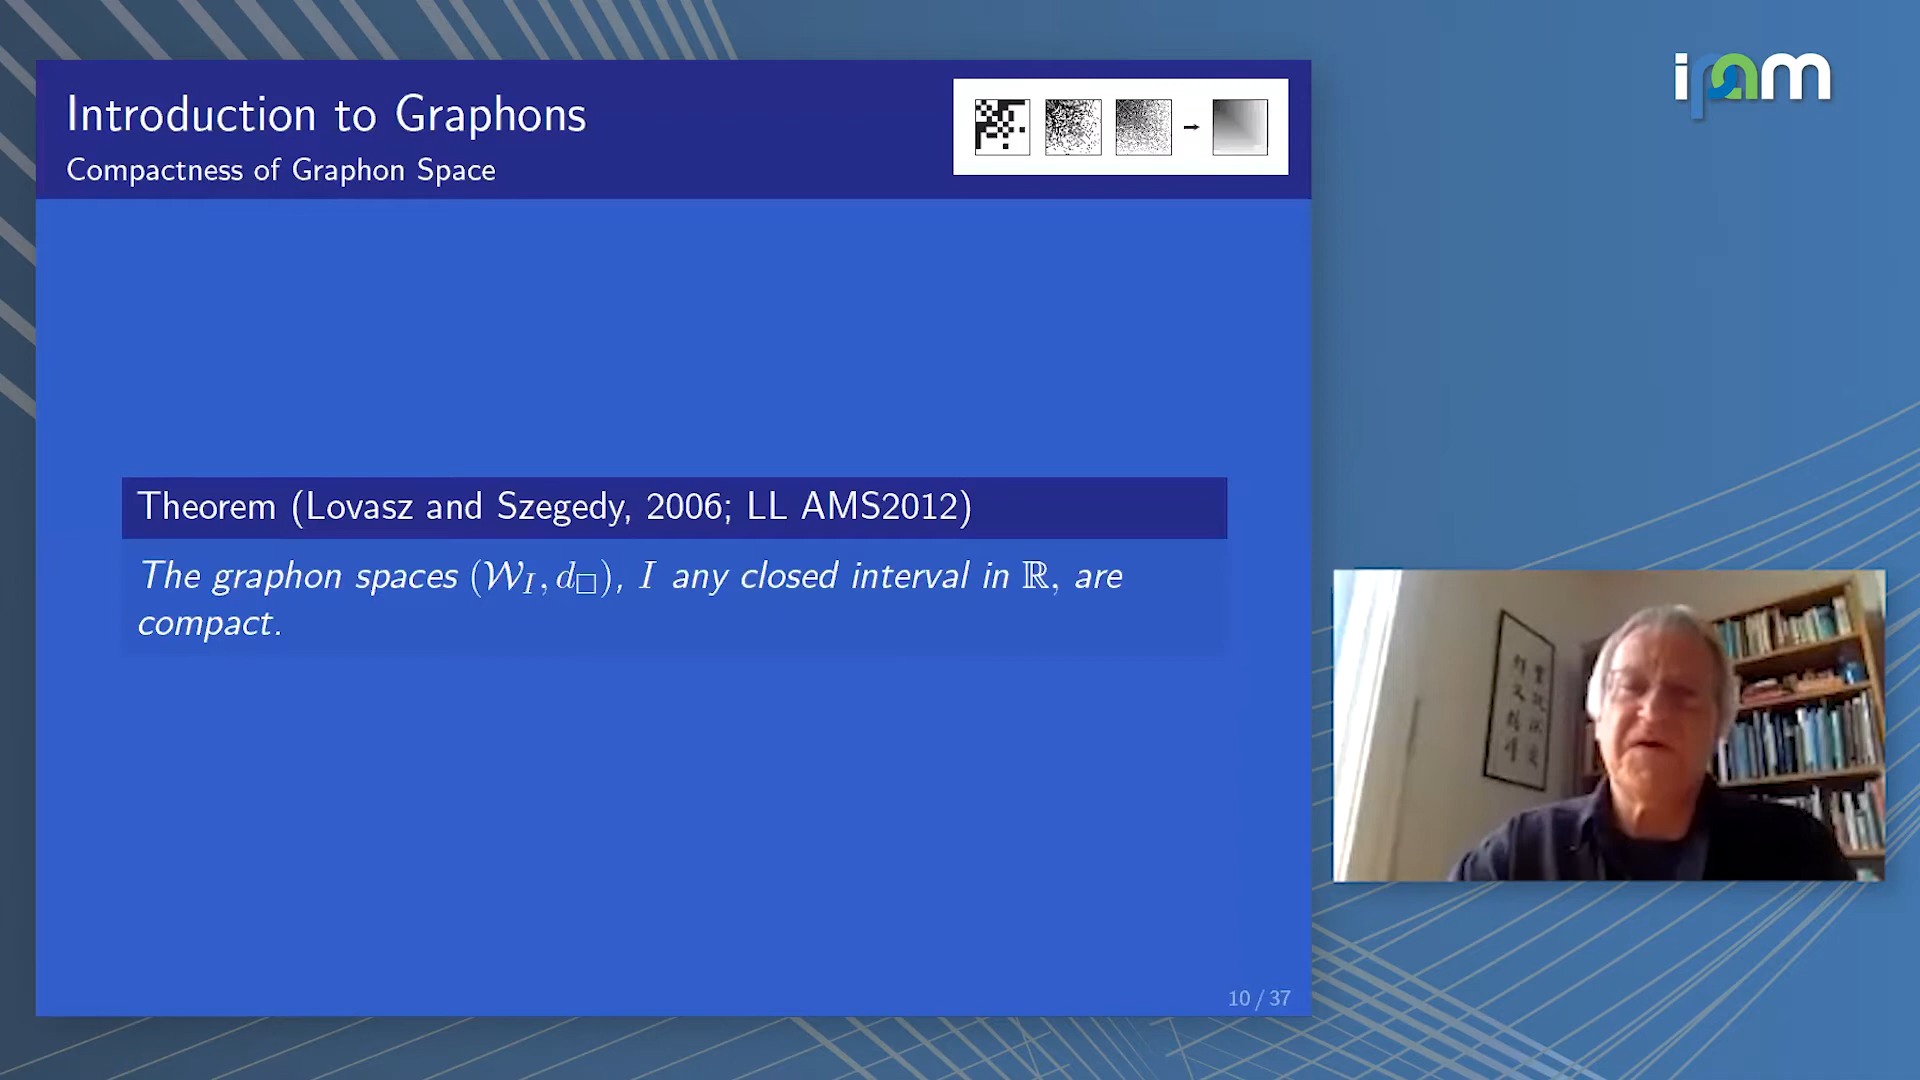 Introduction to Graphons
Compactness of Graphon Space
ipam
Theorem (Lovasz and Szegedy, 2006; LL AMS2012)
The graphon spaces (𝒲_I, d_□), I any closed interval in ℝ, are
compact.
10 / 37